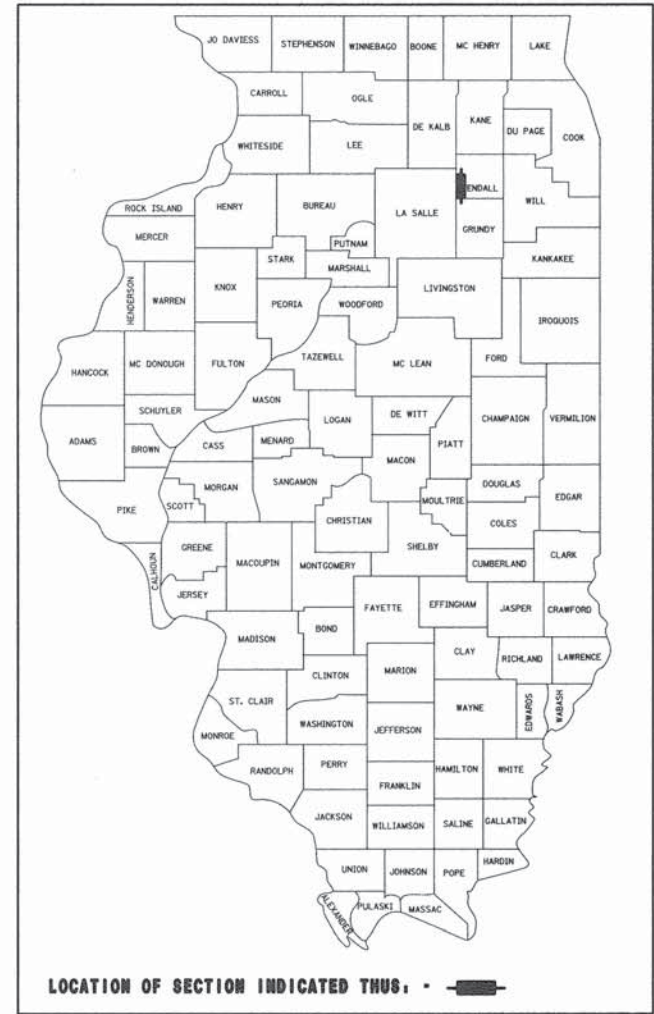 JO DAVIESS
STEPHENSON
WINNEBAGO
BOONE
MC HENRY
LAKE
CARROLL
OGLE
DE KALB
KANE
DU PAGE
COOK
WHITESIDE
LEE
ROCK ISLAND
HENRY
BUREAU
LA SALLE
ENDALL
WILL
MERCER
PUTNAM
GRUNDY
STARK
MARSHALL
KANKAKEE
HENDERSON
WARREN
KNOX
PEORIA
WOODFORD
LIVINGSTON
IROQUOIS
HANCOCK
MC DONOUGH
FULTON
TAZEWELL
MC LEAN
FORD
MASON
SCHUYLER
LOGAN
DE WITT
CHAMPAIGN
VERMILION
ADAMS
BROWN
CASS
MENARD
MACON
PIATT
MORGAN
SANGAMON
DOUGLAS
EDGAR
PIKE
SCOTT
CHRISTIAN
MOULTRIE
COLES
CALHOUN
GREENE
MACOUPIN
MONTGOMERY
SHELBY
CUMBERLAND
CLARK
JERSEY
FAYETTE
EFFINGHAM
JASPER
CRAWFORD
MADISON
BOND
CLAY
RICHLAND
LAWRENCE
CLINTON
MARION
ST. CLAIR
WAYNE
EDWARDS
WABASH
MONROE
WASHINGTON
JEFFERSON
RANDOLPH
PERRY
HAMILTON
WHITE
FRANKLIN
JACKSON
WILLIAMSON
SALINE
GALLATIN
UNION
JOHNSON
POPE
HARDIN
ALEXANDER
PULASKI
MASSAC
LOCATION OF SECTION INDICATED THUS: -